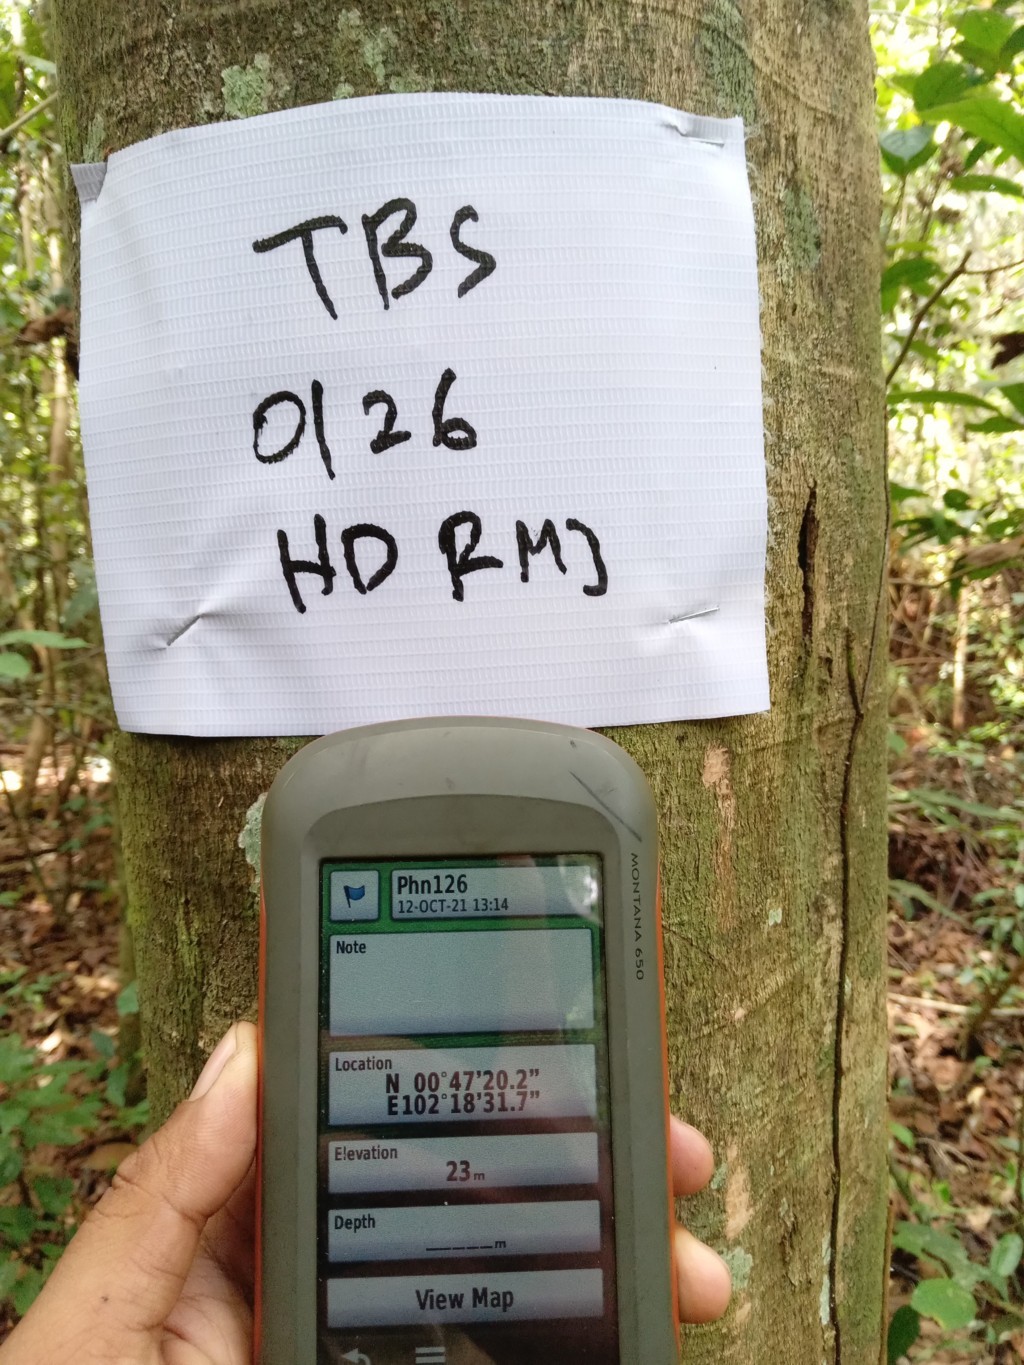 TBS
0126
HD RMJ
MONTANA 650
Phn126
12-OCT-21 13:14
Note
Location
N 00°47'20.2"
E102°18'31.7"
Elevation
23 m
Depth
_____m
View Map